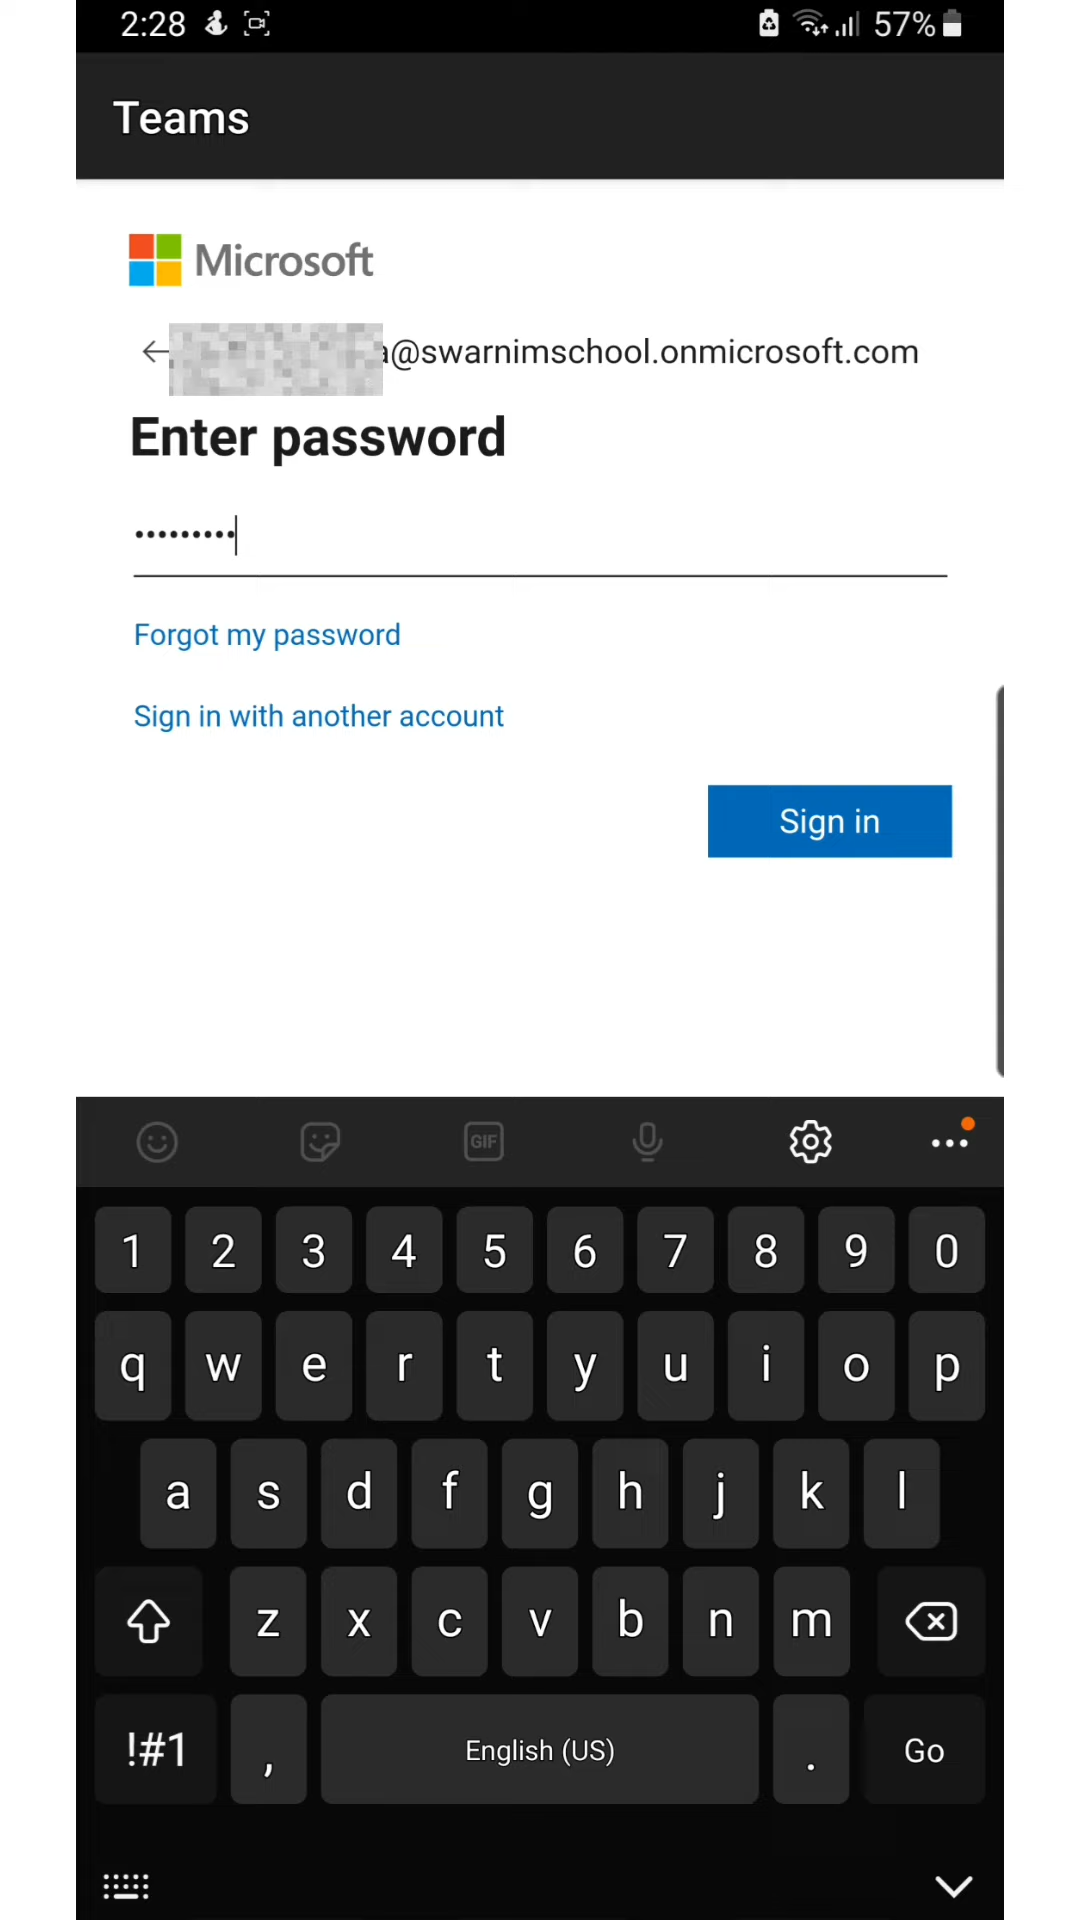 2:28 57%
Teams
Microsoft
a@swarnimschool.onmicrosoft.com
Enter password
•••••••••
Forgot my password
Sign in with another account
Sign in
GIF
1 2 3 4 5 6 7 8 9 0
q w e r t y u i o p
a s d f g h j k l
z x c v b n m
!#1 , English (US) . Go